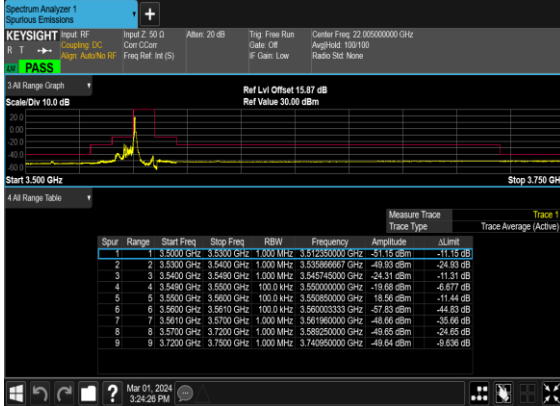 Spectrum Analyzer 1
Spurious Emissions
+
KEYSIGHT Input: RF Input Z: 50 Ω Atten: 20 dB Trig: Free Run Center Freq: 22.005000000 GHz
R T Coupling: DC Corr CCorr Gate: Off Avg|Hold: 100/100
Align: Auto/No RF Freq Ref: Int (S) IF Gain: Low Radio Std: None
LNI PASS
3 All Range Graph Ref Lvl Offset 15.87 dB
Scale/Div 10.0 dB Ref Value 30.00 dBm
20.0
0.00
-20.0
-40.0
-60.0
Start 3.500 GHz Stop 3.750 GH
4 All Range Table
Measure Trace Trace 1
Trace Type Trace Average (Active)
Spur Range Start Freq Stop Freq RBW Frequency Amplitude ΔLimit
1 1 3.5000 GHz 3.5300 GHz 1.000 MHz 3.512350000 GHz -51.15 dBm -11.15 dB
2 2 3.5300 GHz 3.5400 GHz 1.000 MHz 3.535866667 GHz -49.93 dBm -24.93 dB
3 3 3.5400 GHz 3.5490 GHz 1.000 MHz 3.545745000 GHz -24.31 dBm -11.31 dB
4 4 3.5490 GHz 3.5500 GHz 100.0 kHz 3.550000000 GHz -19.68 dBm -6.677 dB
5 5 3.5500 GHz 3.5600 GHz 100.0 kHz 3.550850000 GHz 18.56 dBm -11.44 dB
6 6 3.5600 GHz 3.5610 GHz 100.0 kHz 3.560003333 GHz -57.83 dBm -44.83 dB
7 7 3.5610 GHz 3.5700 GHz 1.000 MHz 3.561960000 GHz -48.66 dBm -35.66 dB
8 8 3.5700 GHz 3.7200 GHz 1.000 MHz 3.589250000 GHz -49.65 dBm -24.65 dB
9 9 3.7200 GHz 3.7500 GHz 1.000 MHz 3.740950000 GHz -49.64 dBm -9.636 dB
? Mar 01, 2024
3:24:26 PM